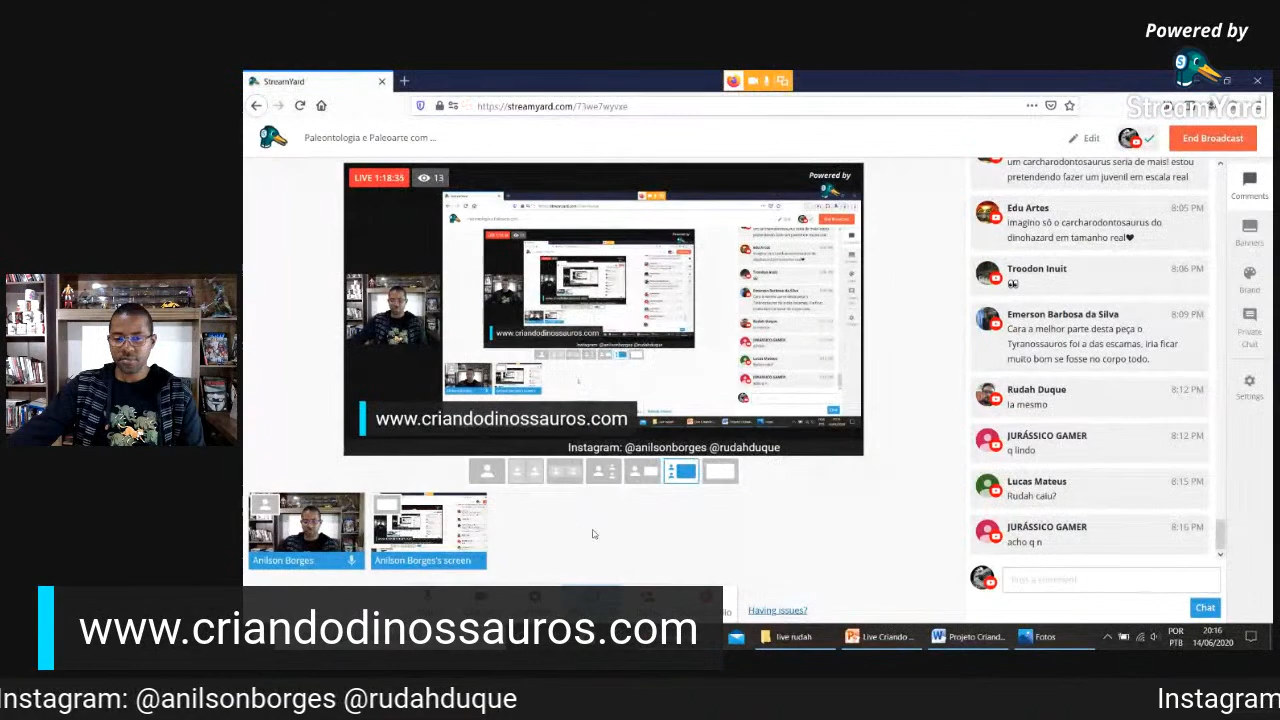 Powered by
StreamYard
StreamYard
https://streamyard.com/73we7wyvxe
Paleontologia e Paleoarte com ...
Edit
End Broadcast
LIVE 1:18:35
13
Powered by
www.criandodinossauros.com
www.criandodinossauros.com
Instagram: @anilsonborges @rudahduque
um carcharodontosaurus seria de mais! estou
pretendendo fazer um juvenil em escala real
Edu Artes 8:05 PM
imagino só o carcharodontosaurus do
dinohazard em tamanho real♥
Troodon Inuit 8:06 PM
👀
Emerson Barbosa da Silva 8:09 PM
Cara a melhor parte desta peça o
Tyranossauros foi a das escamas, iria ficar
muito bom se fosse no corpo todo.
Rudah Duque 8:12 PM
la mesmo
JURÁSSICO GAMER 8:12 PM
q lindo
Lucas Mateus 8:15 PM
Rudah caiu?
JURÁSSICO GAMER 8:16 PM
acho q n
Chat
Comments
Banners
Brand
Private
Chat
Settings
Anilson Borges
Anilson Borges's screen
Having issues?
live rudah
Live Criando ...
Projeto Criand...
Fotos
POR
PTB
20:16
14/06/2020
www.criandodinossauros.com
Instagram: @anilsonborges @rudahduque
Instagram